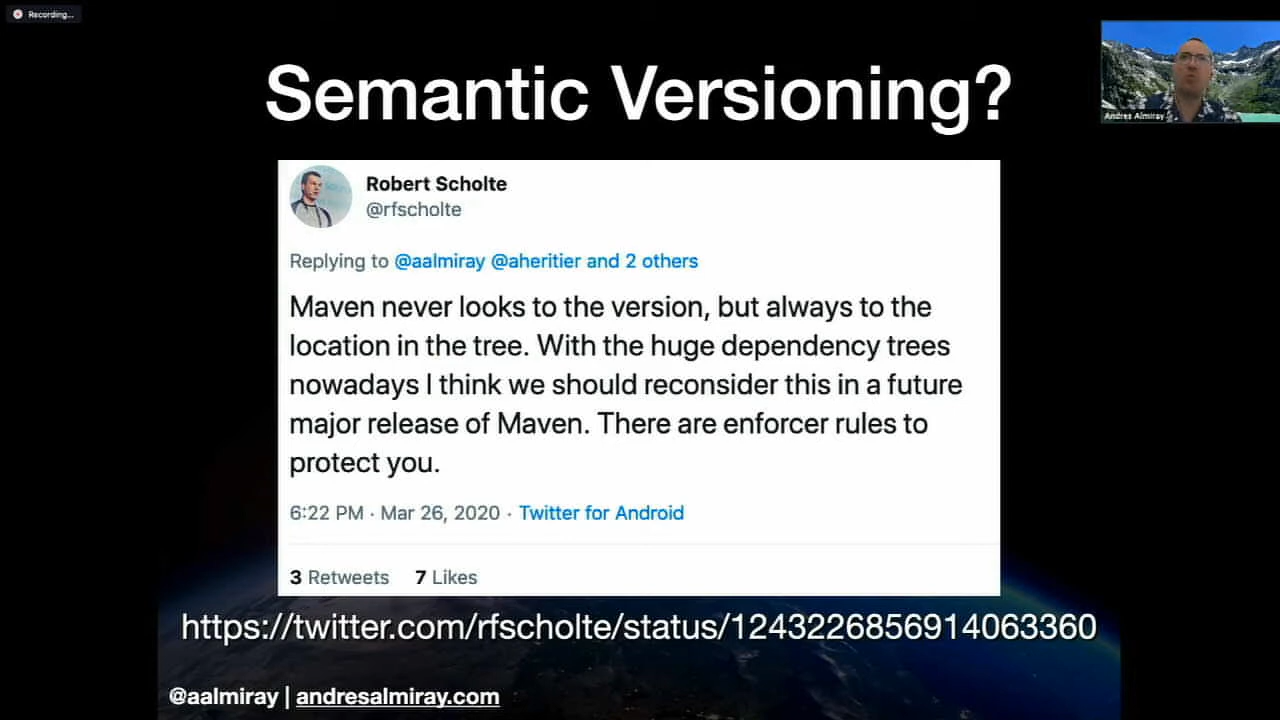 Recording...
Semantic Versioning?
Andres Almiray
Robert Scholte
@rfscholte
Replying to @aalmiray @aheritier and 2 others
Maven never looks to the version, but always to the
location in the tree. With the huge dependency trees
nowadays I think we should reconsider this in a future
major release of Maven. There are enforcer rules to
protect you.
6:22 PM · Mar 26, 2020 · Twitter for Android
3 Retweets 7 Likes
https://twitter.com/rfscholte/status/1243226856914063360
@aalmiray | andresalmiray.com